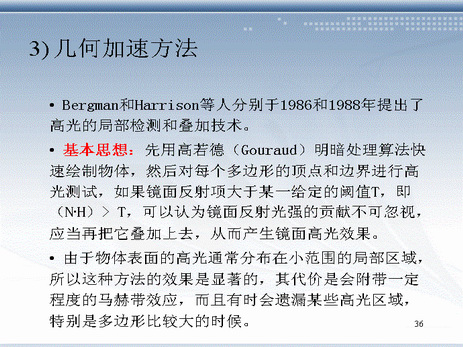 3) 几何加速方法
• Bergman和Harrison等人分别于1986和1988年提出了
高光的局部检测和叠加技术。
• 基本思想：先用高若德（Gouraud）明暗处理算法快
速绘制物体，然后对每个多边形的顶点和边界进行高
光测试，如果镜面反射项大于某一给定的阈值T，即
（N·H）> T，可以认为镜面反射光强的贡献不可忽视，
应当再把它叠加上去，从而产生镜面高光效果。
• 由于物体表面的高光通常分布在小范围的局部区域，
所以这种方法的效果是显著的，其代价是会附带一定
程度的马赫带效应，而且有时会遗漏某些高光区域，
特别是多边形比较大的时候。
36